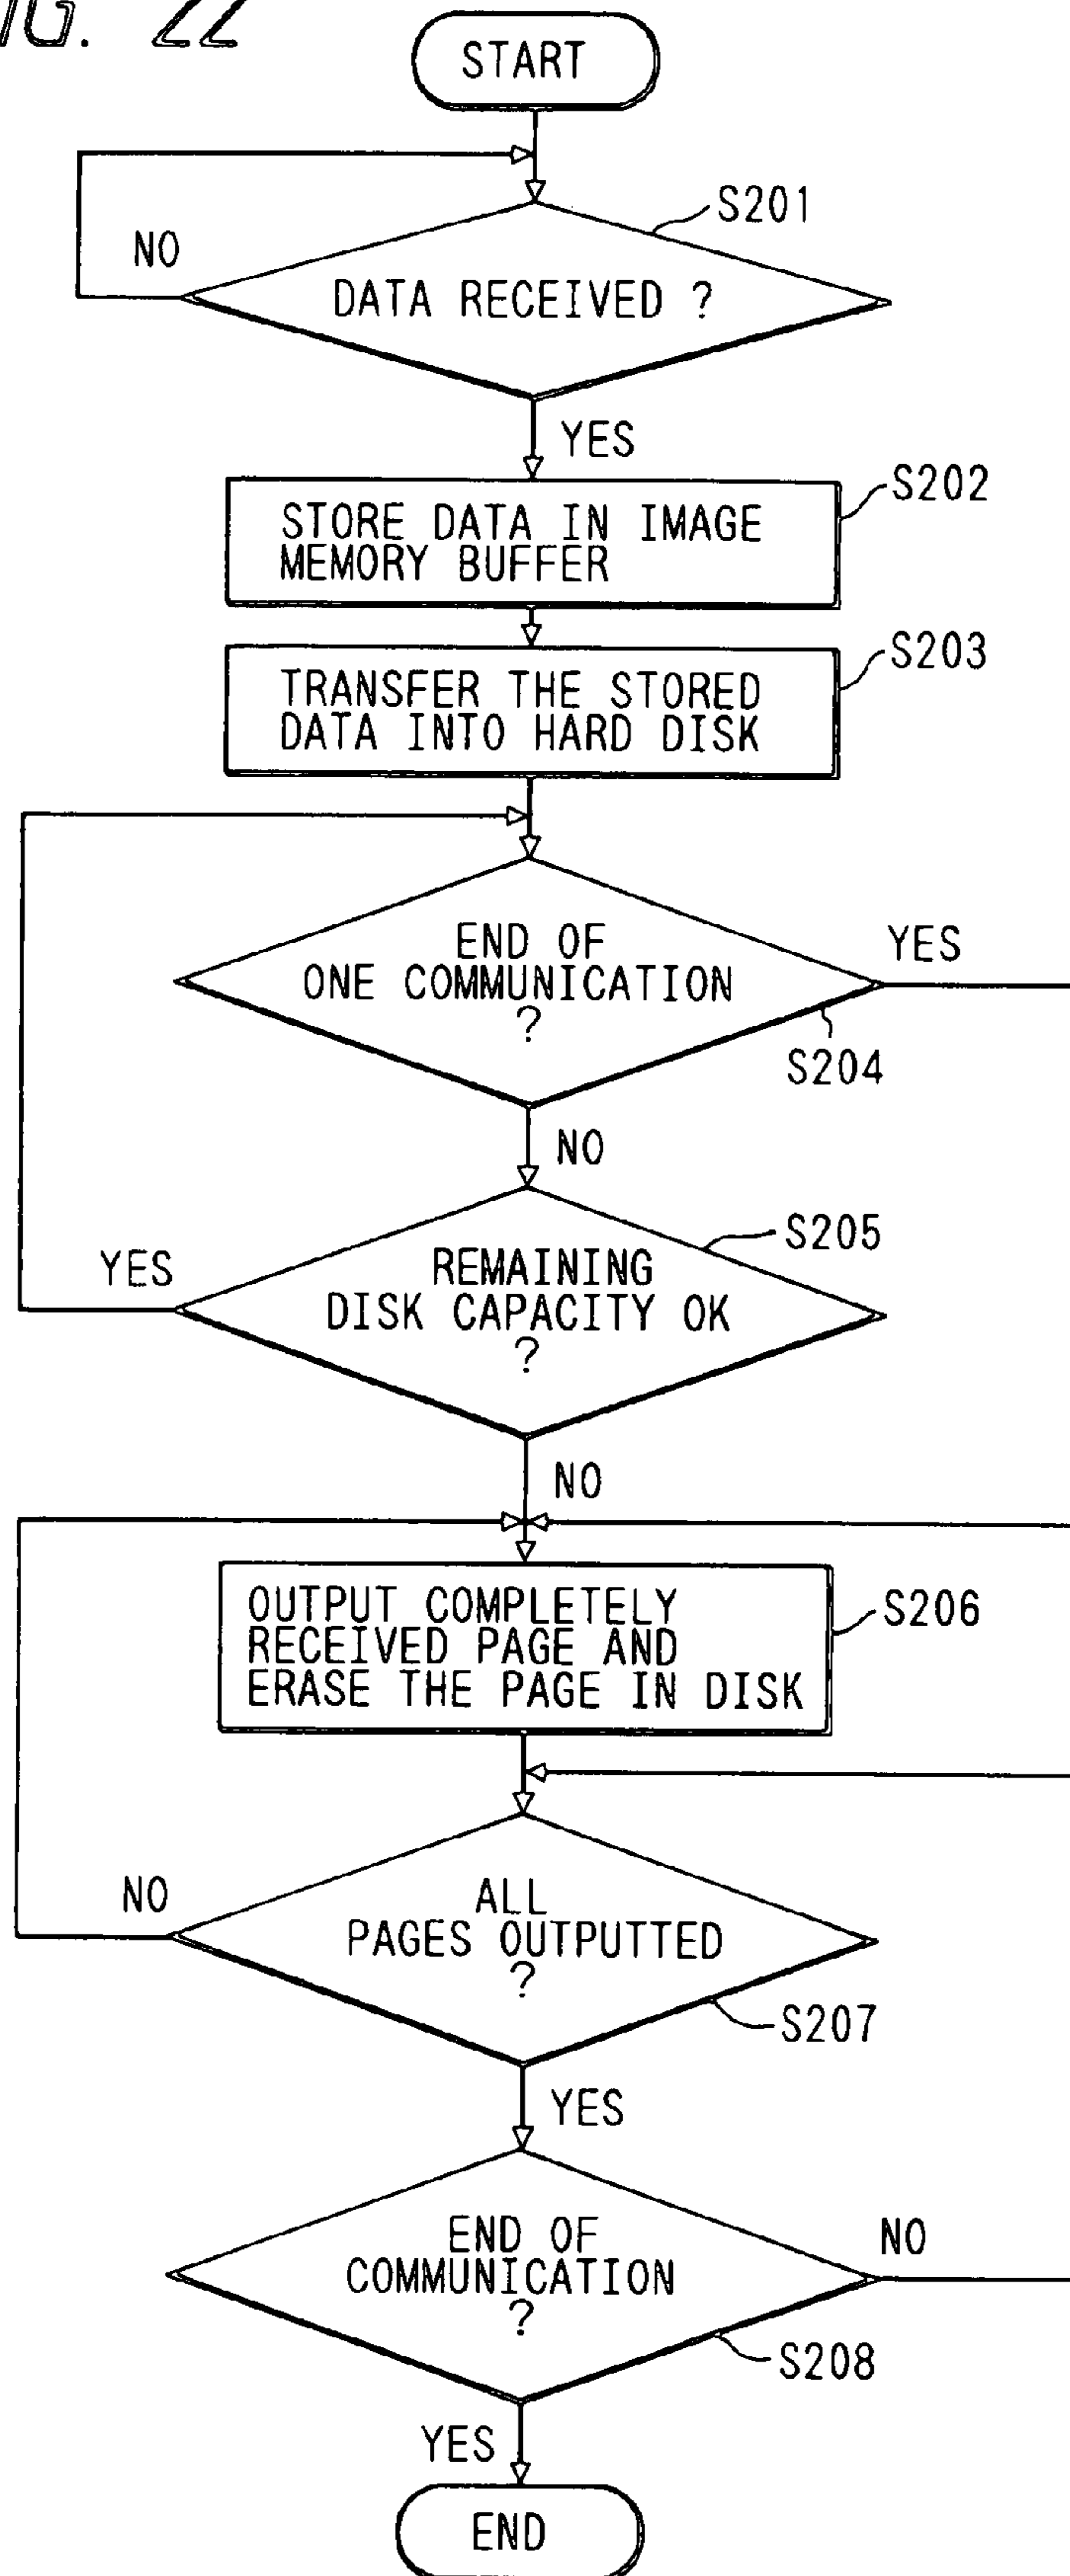 FIG. 22
START
S201
NO
DATA RECEIVED ?
YES
S202
STORE DATA IN IMAGE
MEMORY BUFFER
S203
TRANSFER THE STORED
DATA INTO HARD DISK
END OF
ONE COMMUNICATION
?
YES
S204
NO
S205
YES
REMAINING
DISK CAPACITY OK
?
NO
OUTPUT COMPLETELY
RECEIVED PAGE AND
ERASE THE PAGE IN DISK
S206
NO
ALL
PAGES OUTPUTTED
?
S207
YES
END OF
COMMUNICATION
?
NO
S208
YES
END